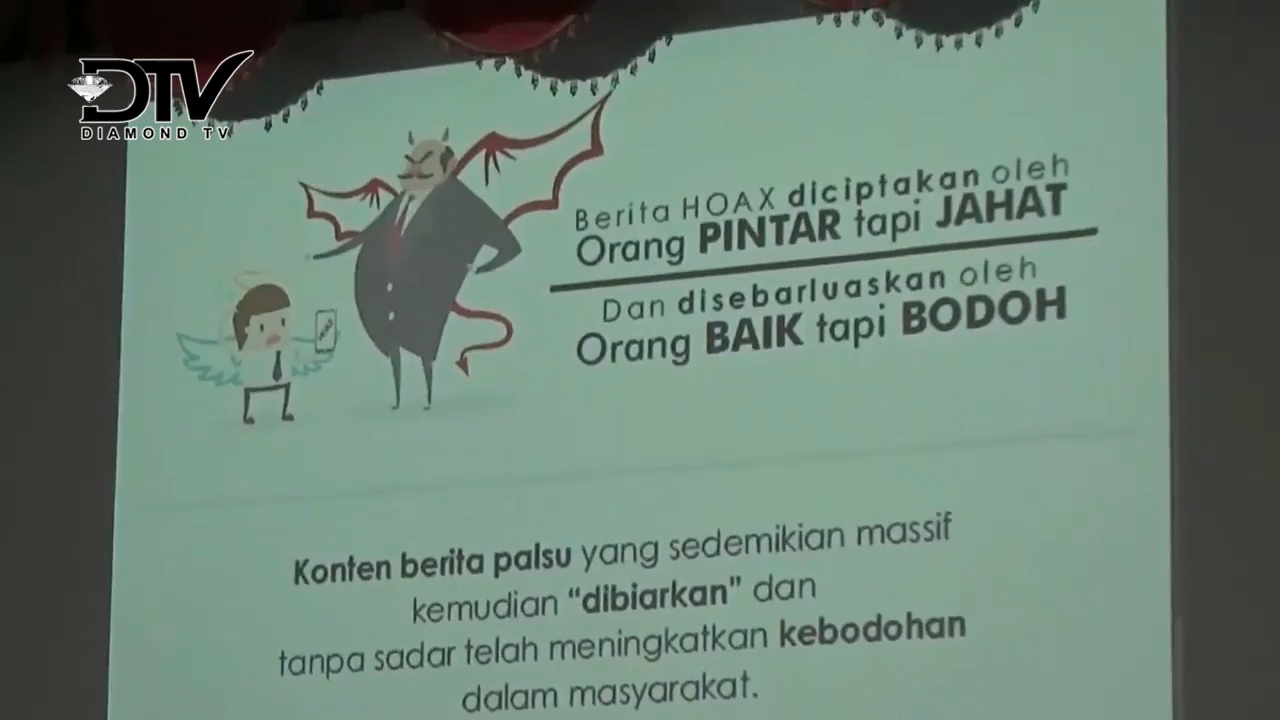 DTV
DIAMOND TV
Berita HOAX diciptakan oleh
Orang PINTAR tapi JAHAT
Dan disebarluaskan oleh
Orang BAIK tapi BODOH
Konten berita palsu yang sedemikian massif
kemudian “dibiarkan” dan
tanpa sadar telah meningkatkan kebodohan
dalam masyarakat.